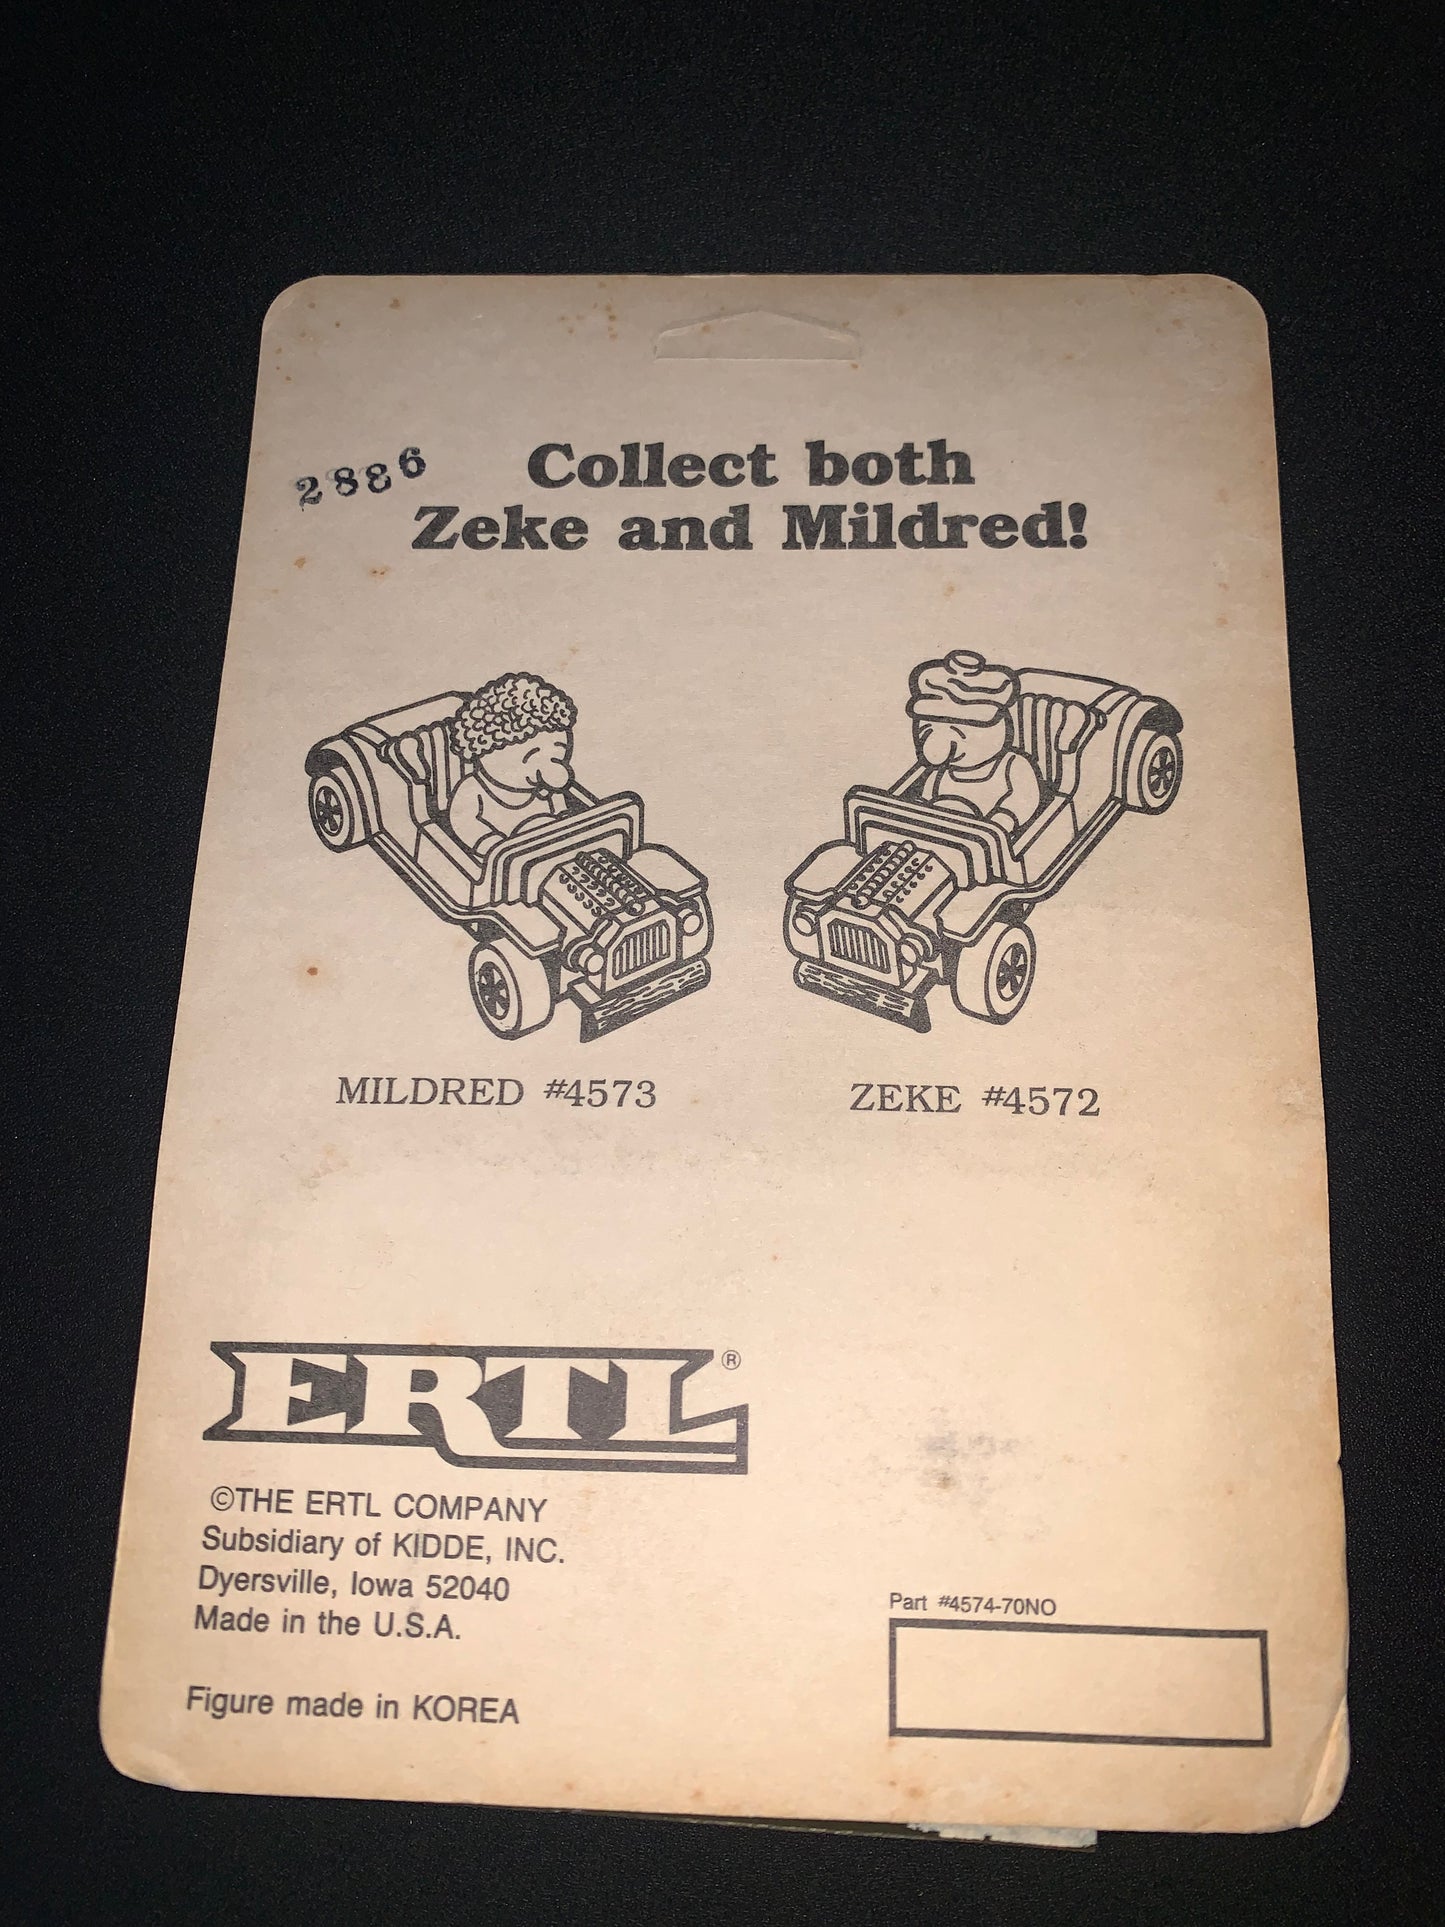 2886
Collect both
Zeke and Mildred!
MILDRED #4573
ZEKE #4572
ERTL®
©THE ERTL COMPANY
Subsidiary of KIDDE, INC.
Dyersville, Iowa 52040
Made in the U.S.A.
Figure made in KOREA
Part #4574-70NO